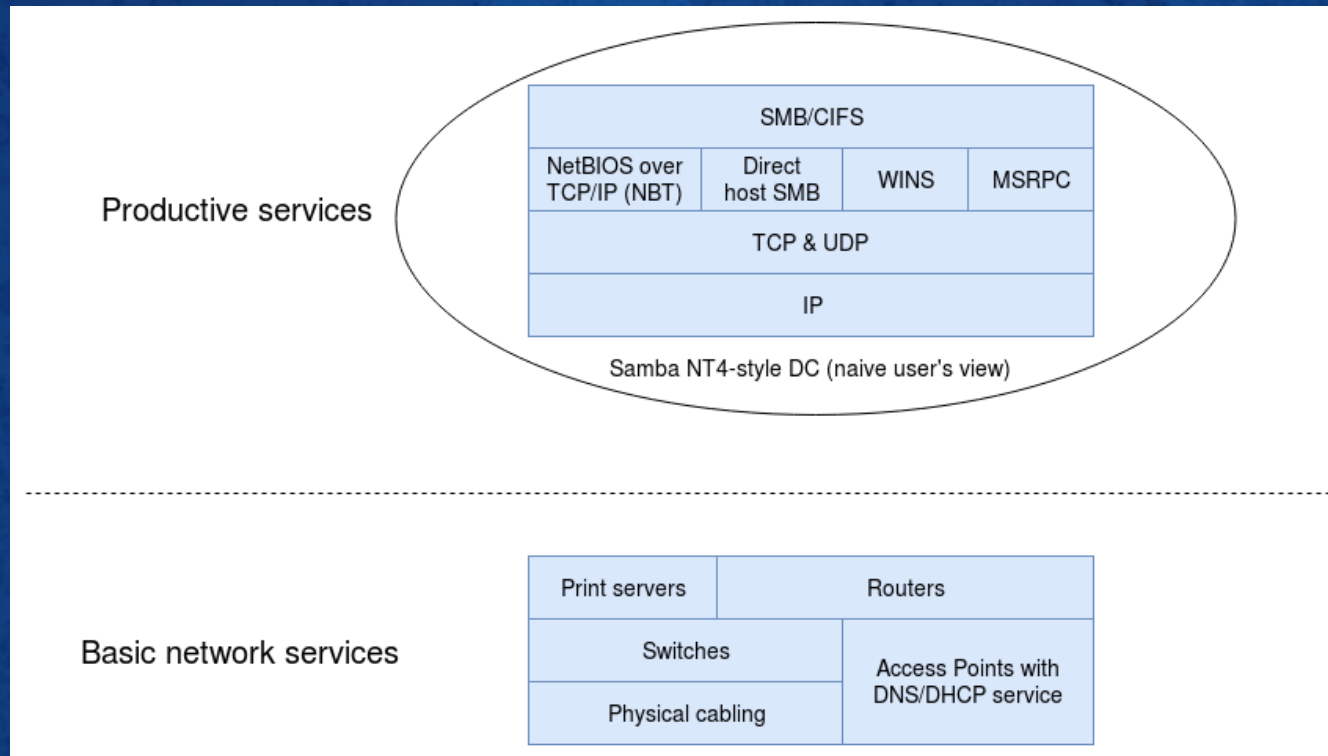 SMB/CIFS
NetBIOS over
TCP/IP (NBT)
Direct
host SMB
WINS
MSRPC
Productive services
TCP & UDP
IP
Samba NT4-style DC (naive user's view)
Print servers
Routers
Basic network services
Switches
Access Points with
DNS/DHCP service
Physical cabling